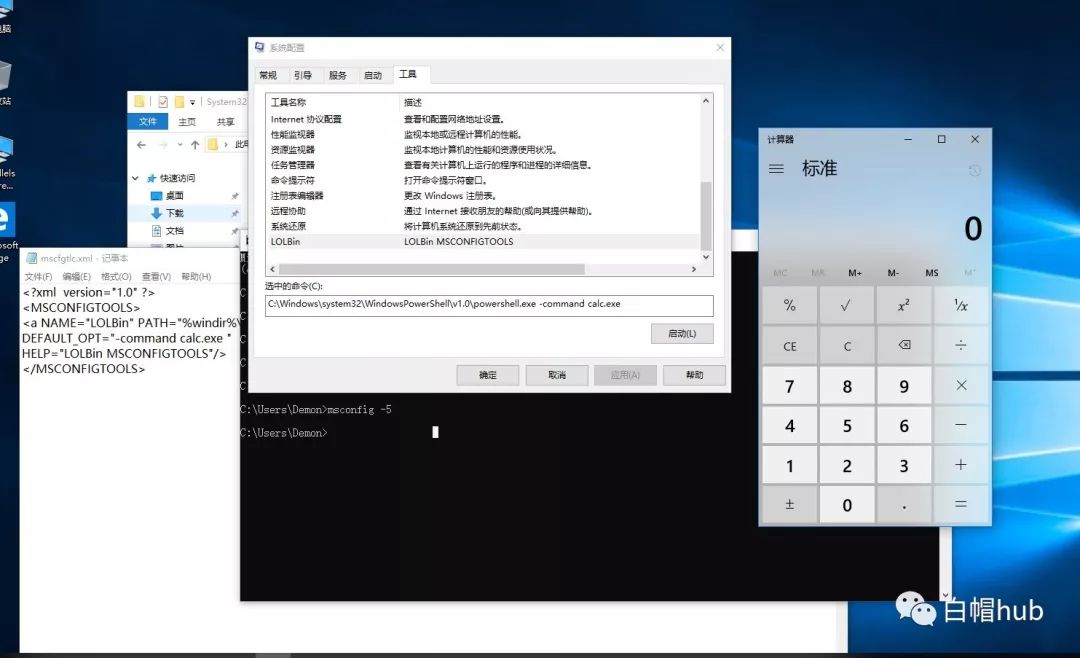 电脑
站
llels
re...
osoft
ge
System32
文件
主页
共享
快速访问
桌面
下载
文档
图片
mscfgtlc.xml - 记事本
文件(F) 编辑(E) 格式(O) 查看(V) 帮助(H)
<?xml version="1.0" ?>
<MSCONFIGTOOLS>
<a NAME="LOLBin" PATH="%windir%\
DEFAULT_OPT="-command calc.exe "
HELP="LOLBin MSCONFIGTOOLS"/>
</MSCONFIGTOOLS>
系统配置
常规 引导 服务 启动 工具
工具名称 描述
Internet 协议配置 查看和配置网络地址设置。
性能监视器 监视本地或远程计算机的性能。
资源监视器 监视本地计算机的性能和资源使用状况。
任务管理器 查看有关计算机上运行的程序和进程的详细信息。
命令提示符 打开命令提示符窗口。
注册表编辑器 更改 Windows 注册表。
远程协助 通过 Internet 接收朋友的帮助(或向其提供帮助)。
系统还原 将计算机系统还原到先前状态。
LOLBin LOLBin MSCONFIGTOOLS
选中的命令(C):
C:\Windows\system32\WindowsPowerShell\v1.0\powershell.exe -command calc.exe
启动(L)
确定 取消 应用(A) 帮助
C:\Users\Demon>msconfig -5
C:\Users\Demon>
计算器
标准
0
MC MR M+ M- MS M˅
% √ x² ¹/x
CE C ⌫ ÷
7 8 9 ×
4 5 6 −
1 2 3 +
± 0 . =
白帽hub